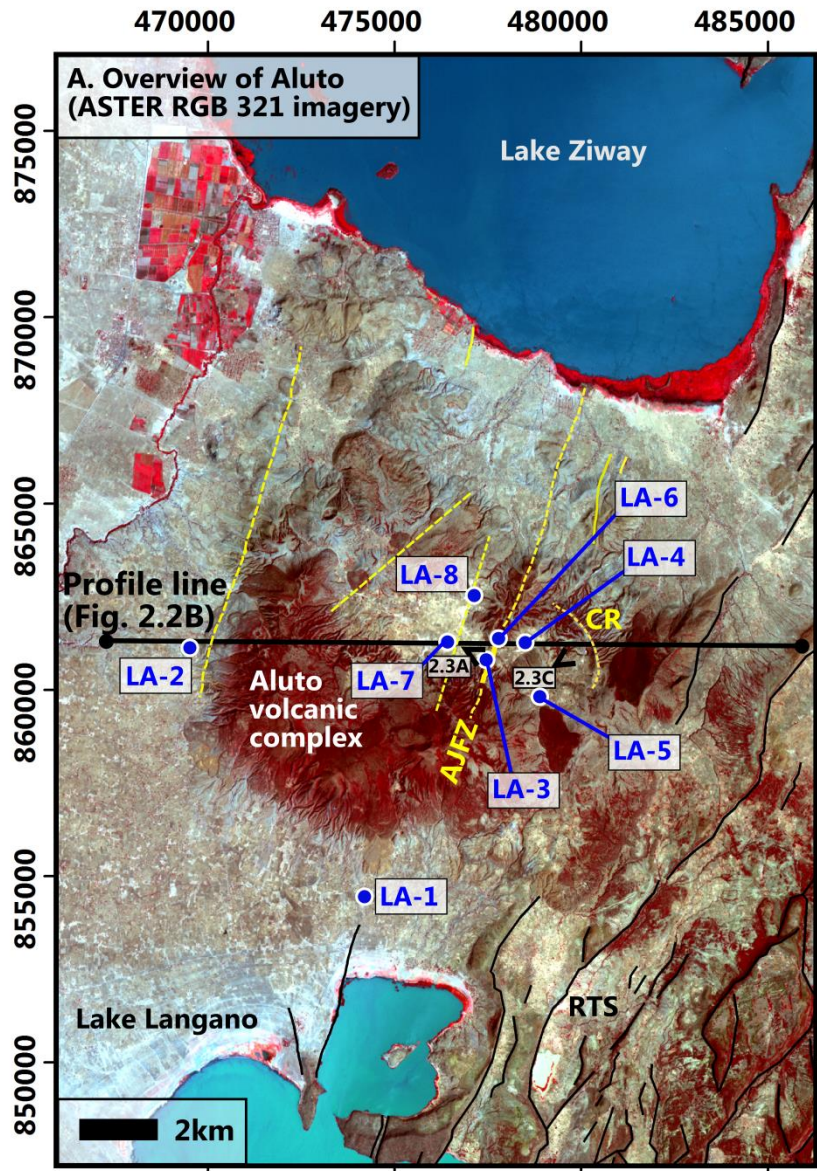 470000 475000 480000 485000
A. Overview of Aluto
(ASTER RGB 321 imagery)
Lake Ziway
875000
870000
865000
860000
855000
850000
LA-6
LA-4
LA-8
Profile line
(Fig. 2.2B)
CR
LA-2
LA-7
2.3A
2.3C
Aluto
volcanic
complex
LA-5
AJFZ
LA-3
LA-1
RTS
Lake Langano
2km